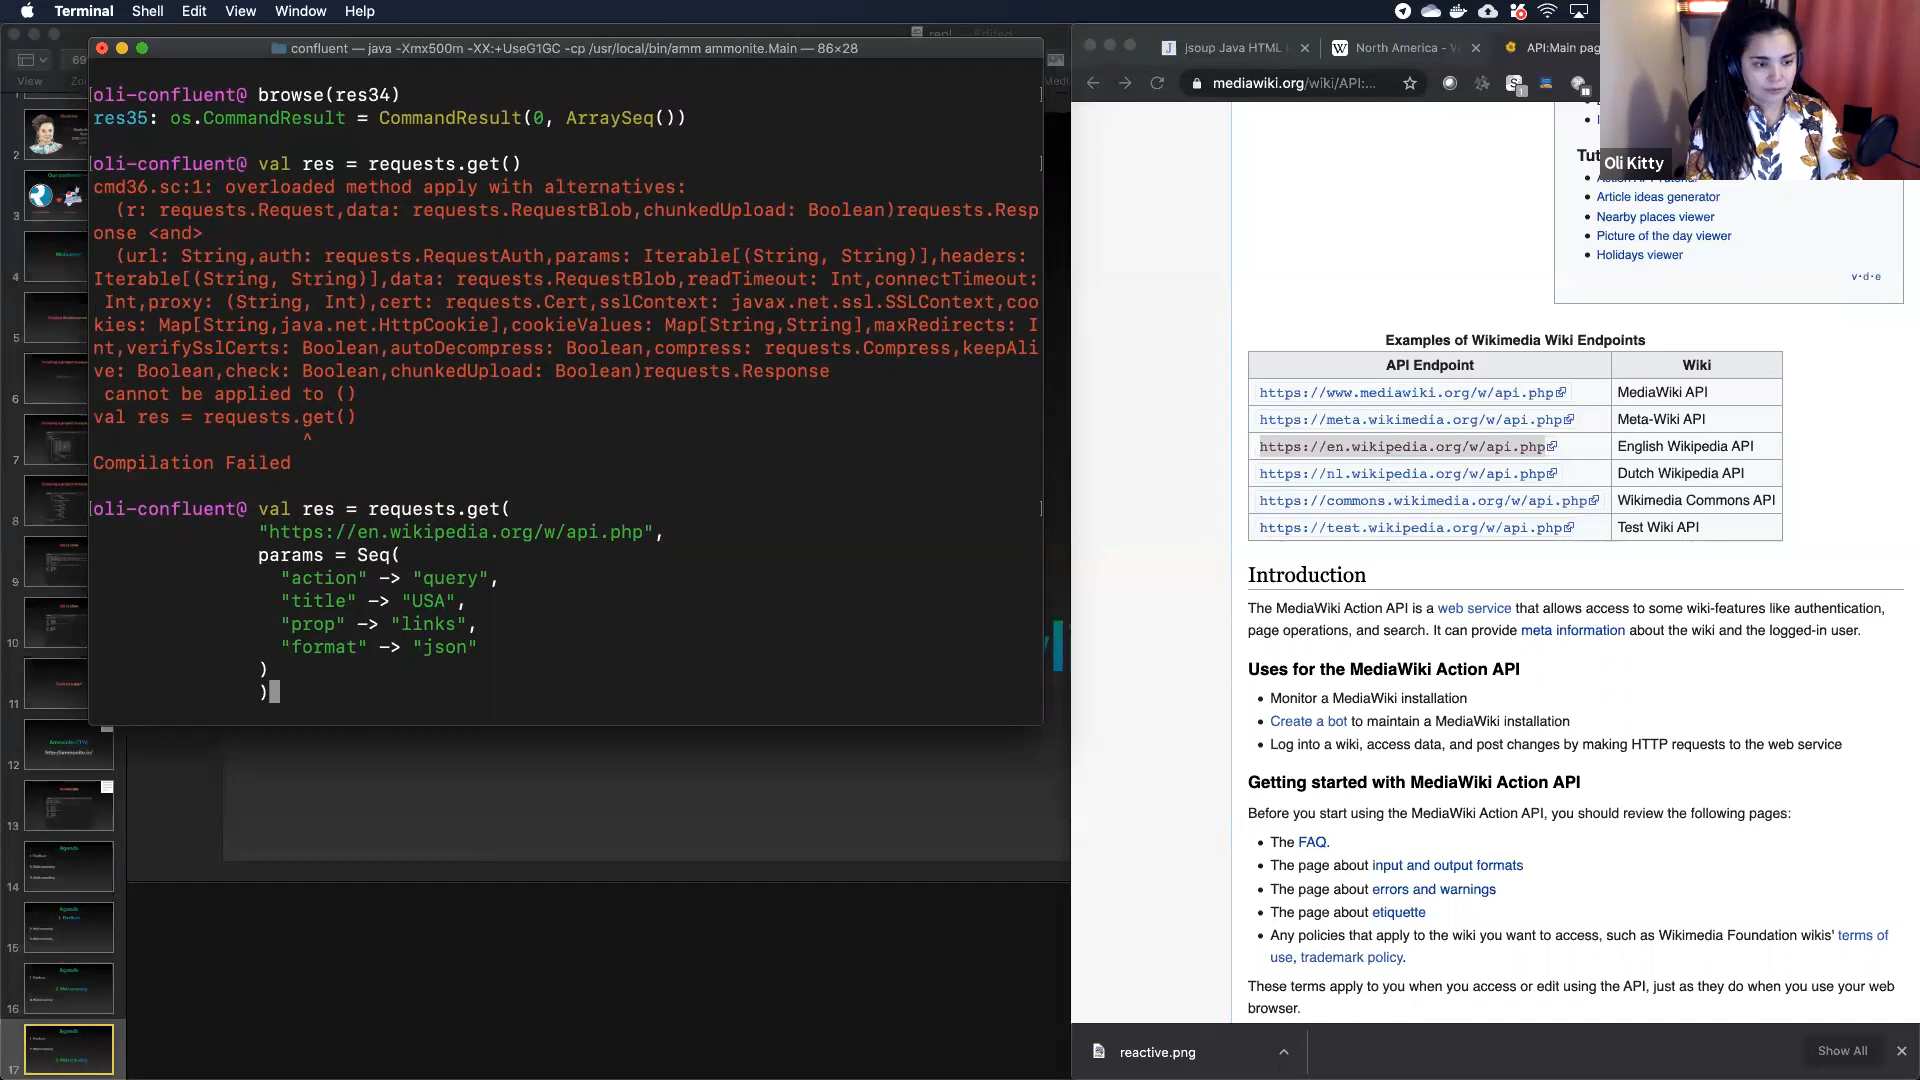 Terminal Shell Edit View Window Help
confluent — java -Xmx500m -XX:+UseG1GC -cp /usr/local/bin/amm ammonite.Main — 86×28
View
oli-confluent@ browse(res34)
res35: os.CommandResult = CommandResult(0, ArraySeq())
oli-confluent@ val res = requests.get()
cmd36.sc:1: overloaded method apply with alternatives:
(r: requests.Request,data: requests.RequestBlob,chunkedUpload: Boolean)requests.Resp
onse <and>
(url: String,auth: requests.RequestAuth,params: Iterable[(String, String)],headers:
Iterable[(String, String)],data: requests.RequestBlob,readTimeout: Int,connectTimeout:
Int,proxy: (String, Int),cert: requests.Cert,sslContext: javax.net.ssl.SSLContext,coo
kies: Map[String,java.net.HttpCookie],cookieValues: Map[String,String],maxRedirects: I
nt,verifySslCerts: Boolean,autoDecompress: Boolean,compress: requests.Compress,keepAli
ve: Boolean,check: Boolean,chunkedUpload: Boolean)requests.Response
cannot be applied to ()
val res = requests.get()
^
Compilation Failed
oli-confluent@ val res = requests.get(
"https://en.wikipedia.org/w/api.php",
params = Seq(
"action" -> "query",
"title" -> "USA",
"prop" -> "links",
"format" -> "json"
)
)
2
3
4
5
6
7
8
9
10
11
12
13
14
15
16
17
jsoup Java HTML
North America -
API:Main pag
mediawiki.org/wiki/API:...
Oli Kitty
Tut
Article ideas generator
Nearby places viewer
Picture of the day viewer
Holidays viewer
v·d·e
Examples of Wikimedia Wiki Endpoints
API Endpoint Wiki
https://www.mediawiki.org/w/api.php MediaWiki API
https://meta.wikimedia.org/w/api.php Meta-Wiki API
https://en.wikipedia.org/w/api.php English Wikipedia API
https://nl.wikipedia.org/w/api.php Dutch Wikipedia API
https://commons.wikimedia.org/w/api.php Wikimedia Commons API
https://test.wikipedia.org/w/api.php Test Wiki API
Introduction
The MediaWiki Action API is a web service that allows access to some wiki-features like authentication,
page operations, and search. It can provide meta information about the wiki and the logged-in user.
Uses for the MediaWiki Action API
Monitor a MediaWiki installation
Create a bot to maintain a MediaWiki installation
Log into a wiki, access data, and post changes by making HTTP requests to the web service
Getting started with MediaWiki Action API
Before you start using the MediaWiki Action API, you should review the following pages:
The FAQ.
The page about input and output formats
The page about errors and warnings
The page about etiquette
Any policies that apply to the wiki you want to access, such as Wikimedia Foundation wikis' terms of
use, trademark policy.
These terms apply to you when you access or edit using the API, just as they do when you use your web
browser.
reactive.png
Show All